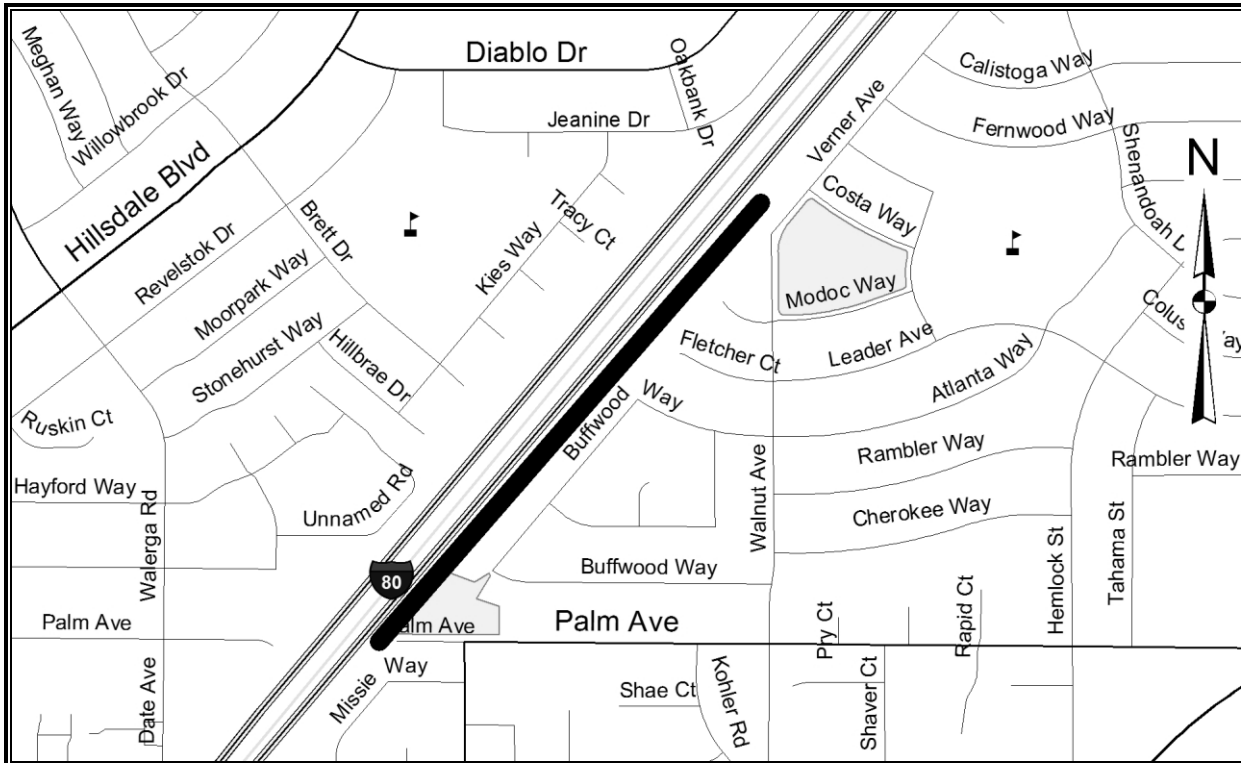 Meghan Way
Willowbrook Dr
Diablo Dr
Oakbank Dr
Jeanine Dr
Verner Ave
Calistoga Way
Fernwood Way
Shenandoah D
N
Hillsdale Blvd
Revelstok Dr
Brett Dr
Moorpark Way
Stonehurst Way
Hillbrae Dr
Kies Way
Tracy Ct
Costa Way
Modoc Way
Leader Ave
Fletcher Ct
Atlanta Way
Colus
ay
Ruskin Ct
Hayford Way
Walerga Rd
Unnamed Rd
Buffwood
Way
Walnut Ave
Rambler Way
Rambler Way
Cherokee Way
Hemlock St
Tahama St
80
Buffwood Way
Palm Ave
alm Ave
Palm Ave
Pry Ct
Rapid Ct
Date Ave
Missie
Way
Shae Ct
Kohler Rd
Shaver Ct